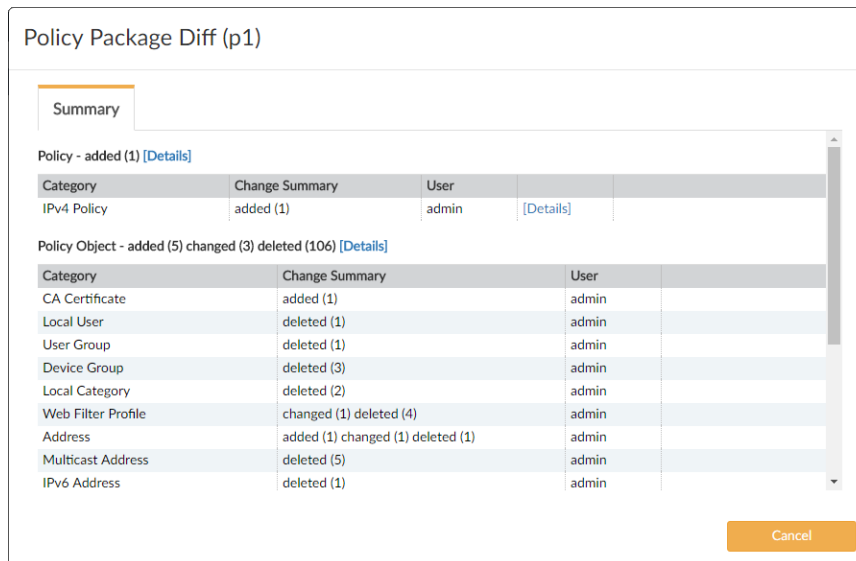 Policy Package Diff (p1)
Summary
Policy - added (1) [Details]
Category Change Summary User
IPv4 Policy added (1) admin [Details]
Policy Object - added (5) changed (3) deleted (106) [Details]
Category Change Summary User
CA Certificate added (1) admin
Local User deleted (1) admin
User Group deleted (1) admin
Device Group deleted (3) admin
Local Category deleted (2) admin
Web Filter Profile changed (1) deleted (4) admin
Address added (1) changed (1) deleted (1) admin
Multicast Address deleted (5) admin
IPv6 Address deleted (1) admin
Cancel